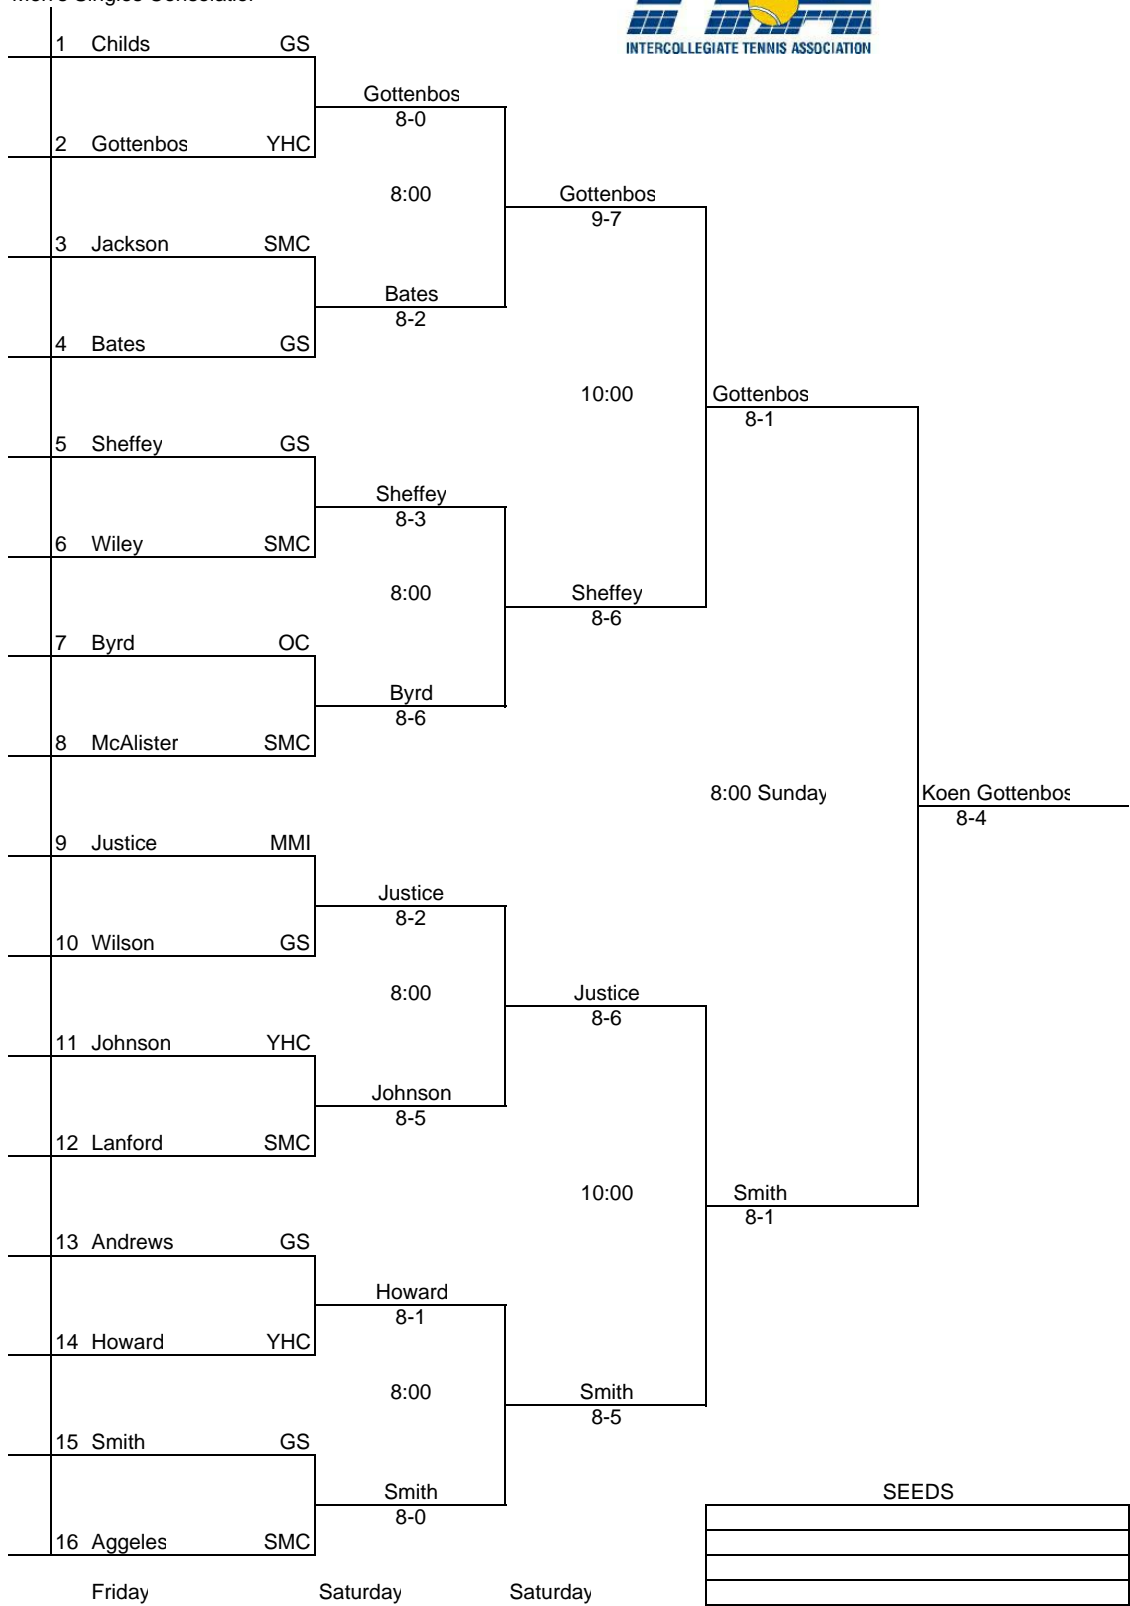 INTERCOLLEGIATE TENNIS ASSOCIATION
1 Childs GS
Gottenbos
8-0
2 Gottenbos YHC
8:00 Gottenbos
9-7
3 Jackson SMC
Bates
8-2
4 Bates GS
10:00 Gottenbos
8-1
5 Sheffey GS
Sheffey
8-3
6 Wiley SMC
8:00 Sheffey
8-6
7 Byrd OC
Byrd
8-6
8 McAlister SMC
8:00 Sunday Koen Gottenbos
8-4
9 Justice MMI
Justice
8-2
10 Wilson GS
8:00 Justice
8-6
11 Johnson YHC
Johnson
8-5
12 Lanford SMC
10:00 Smith
8-1
13 Andrews GS
Howard
8-1
14 Howard YHC
8:00 Smith
8-5
15 Smith GS
Smith
8-0
SEEDS
16 Aggeles SMC
Friday Saturday Saturday